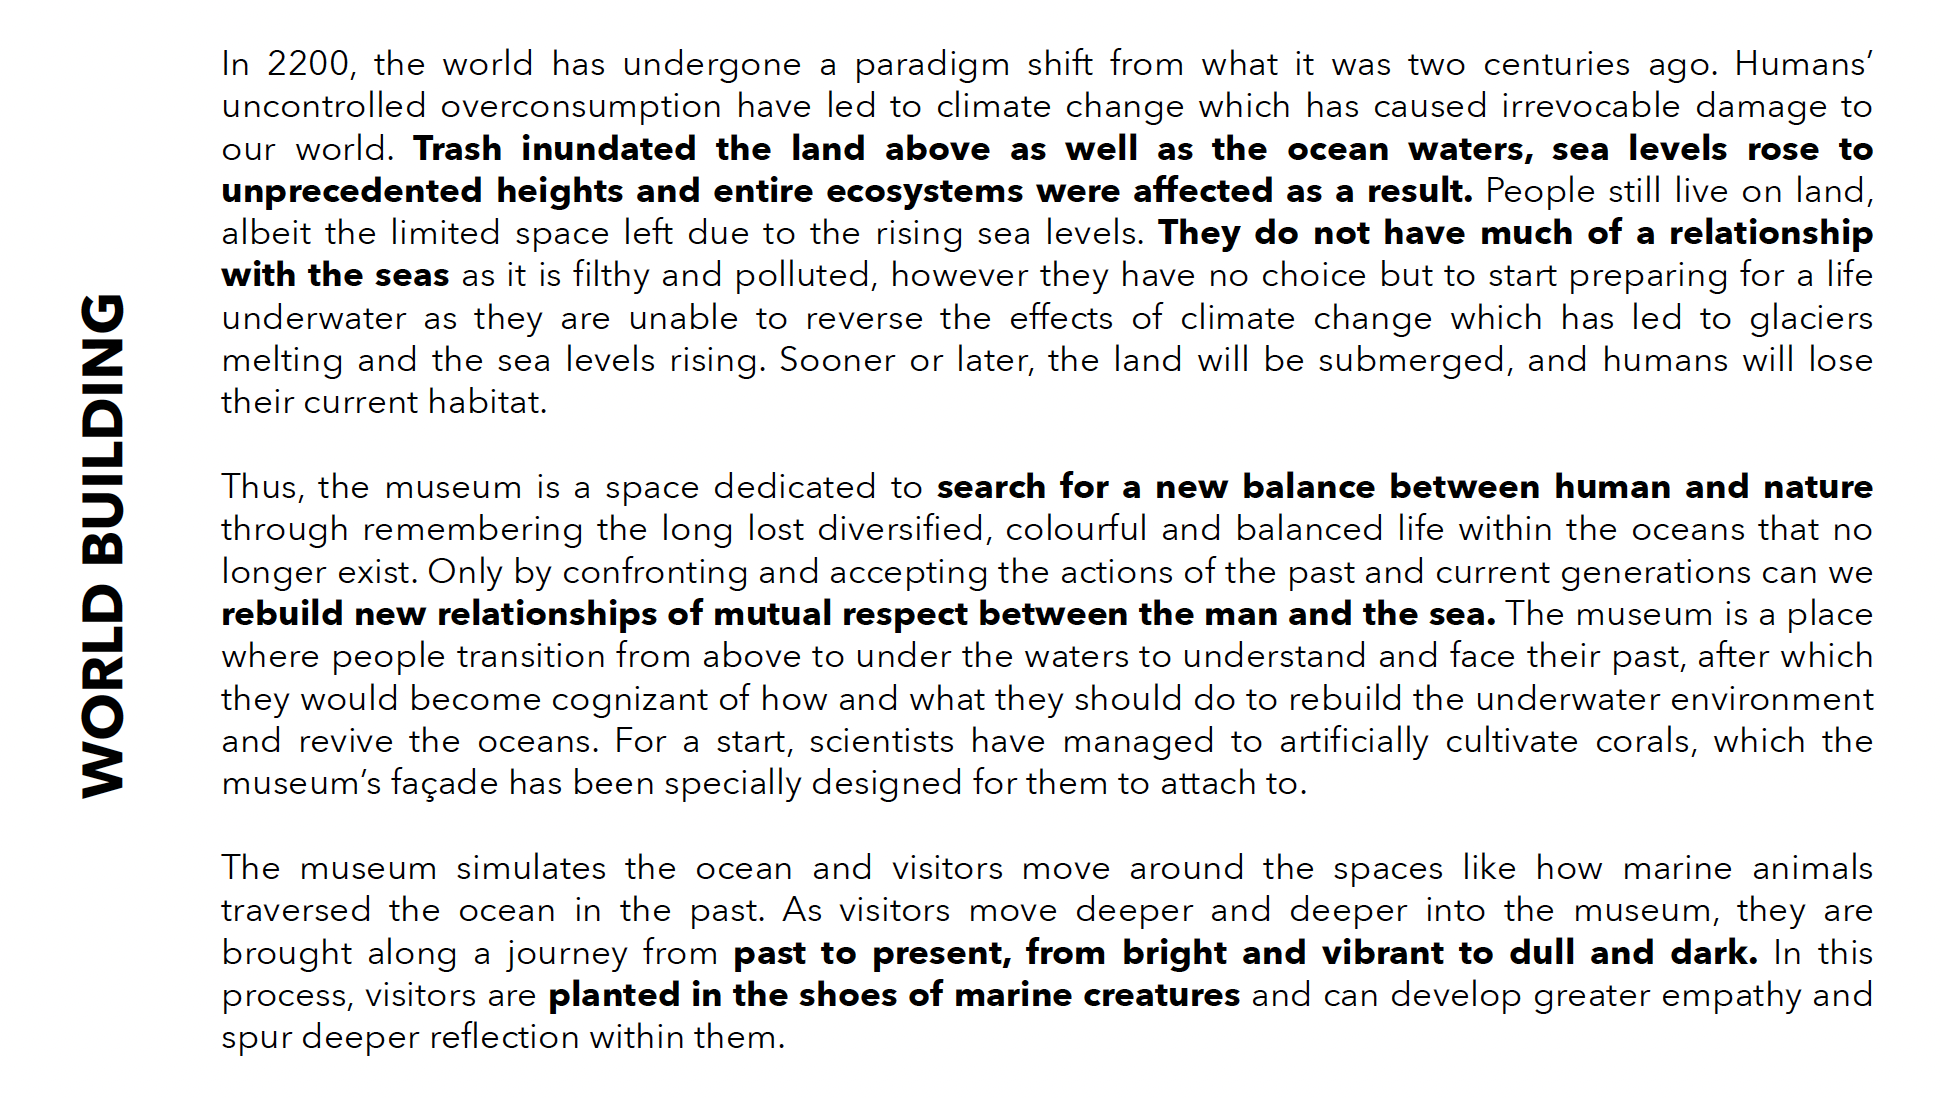 WORLD BUILDING
In 2200, the world has undergone a paradigm shift from what it was two centuries ago. Humans’
uncontrolled overconsumption have led to climate change which has caused irrevocable damage to
our world. Trash inundated the land above as well as the ocean waters, sea levels rose to
unprecedented heights and entire ecosystems were affected as a result. People still live on land,
albeit the limited space left due to the rising sea levels. They do not have much of a relationship
with the seas as it is filthy and polluted, however they have no choice but to start preparing for a life
underwater as they are unable to reverse the effects of climate change which has led to glaciers
melting and the sea levels rising. Sooner or later, the land will be submerged, and humans will lose
their current habitat.
Thus, the museum is a space dedicated to search for a new balance between human and nature
through remembering the long lost diversified, colourful and balanced life within the oceans that no
longer exist. Only by confronting and accepting the actions of the past and current generations can we
rebuild new relationships of mutual respect between the man and the sea. The museum is a place
where people transition from above to under the waters to understand and face their past, after which
they would become cognizant of how and what they should do to rebuild the underwater environment
and revive the oceans. For a start, scientists have managed to artificially cultivate corals, which the
museum’s façade has been specially designed for them to attach to.
The museum simulates the ocean and visitors move around the spaces like how marine animals
traversed the ocean in the past. As visitors move deeper and deeper into the museum, they are
brought along a journey from past to present, from bright and vibrant to dull and dark. In this
process, visitors are planted in the shoes of marine creatures and can develop greater empathy and
spur deeper reflection within them.